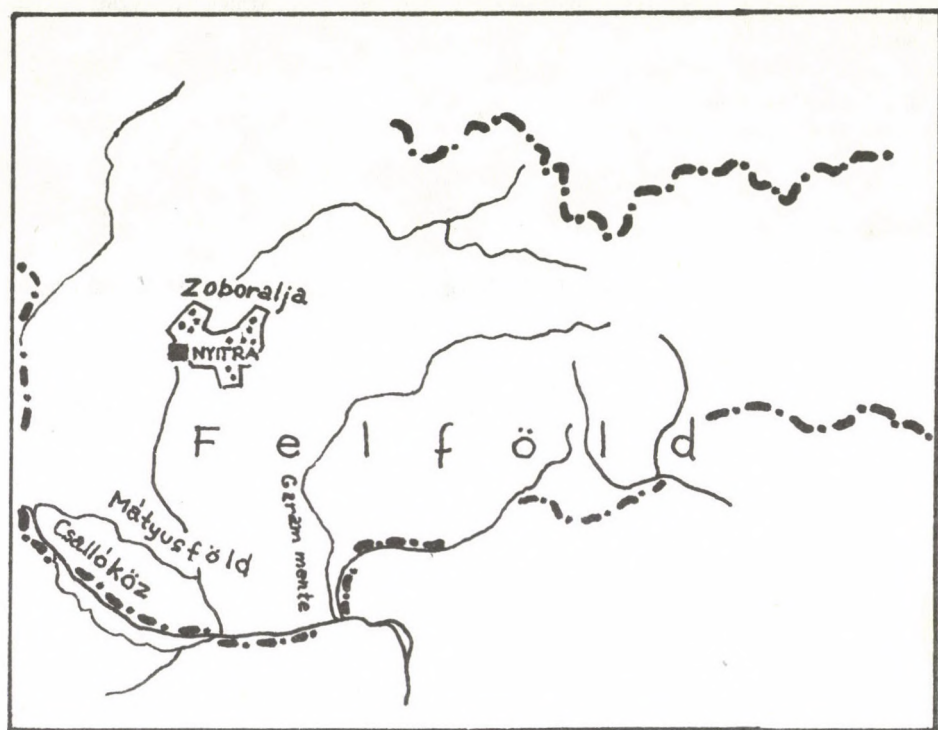 Zoboralja
NYITRA
Felföld
Garam mente
Mátyusföld
Csallóköz